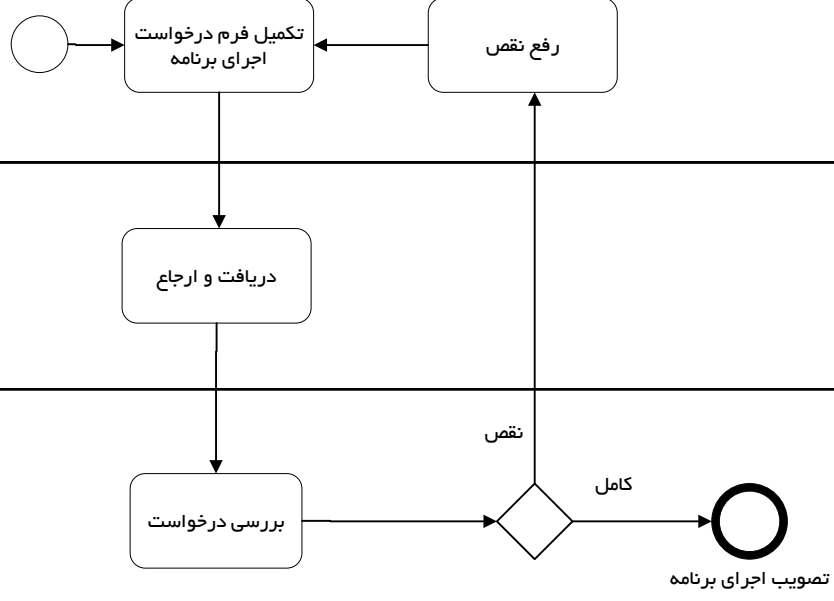 تکمیل فرم درخواست
اجرای برنامه
رفع نقص
دریافت و ارجاع
نقص
کامل
بررسی درخواست
تصویب اجرای برنامه